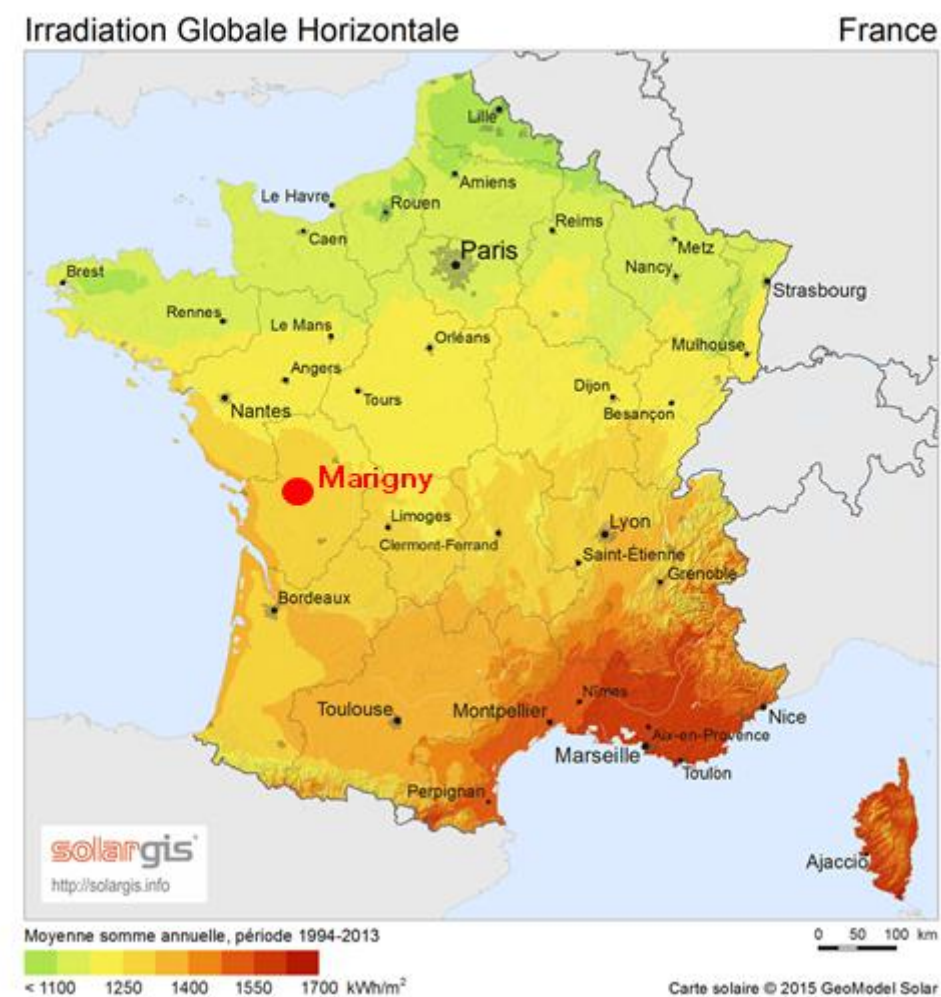 Irradiation Globale Horizontale France
Lille
Amiens
Le Havre
Rouen
Reims
Caen
Metz
Paris
Nancy
Brest
Strasbourg
Rennes
Le Mans
Orléans
Mulhouse
Angers
Dijon
Tours
Nantes
Besançon
Marigny
Limoges
Lyon
Clermont-Ferrand
Saint-Étienne
Grenoble
Bordeaux
Nîmes
Toulouse
Montpellier
Nice
Aix-en-Provence
Marseille
Toulon
Perpignan
Ajaccio
solargis
http://solargis.info
Moyenne somme annuelle, période 1994-2013
0 50 100 km
< 1100 1250 1400 1550 1700 kWh/m²
Carte solaire © 2015 GeoModel Solar